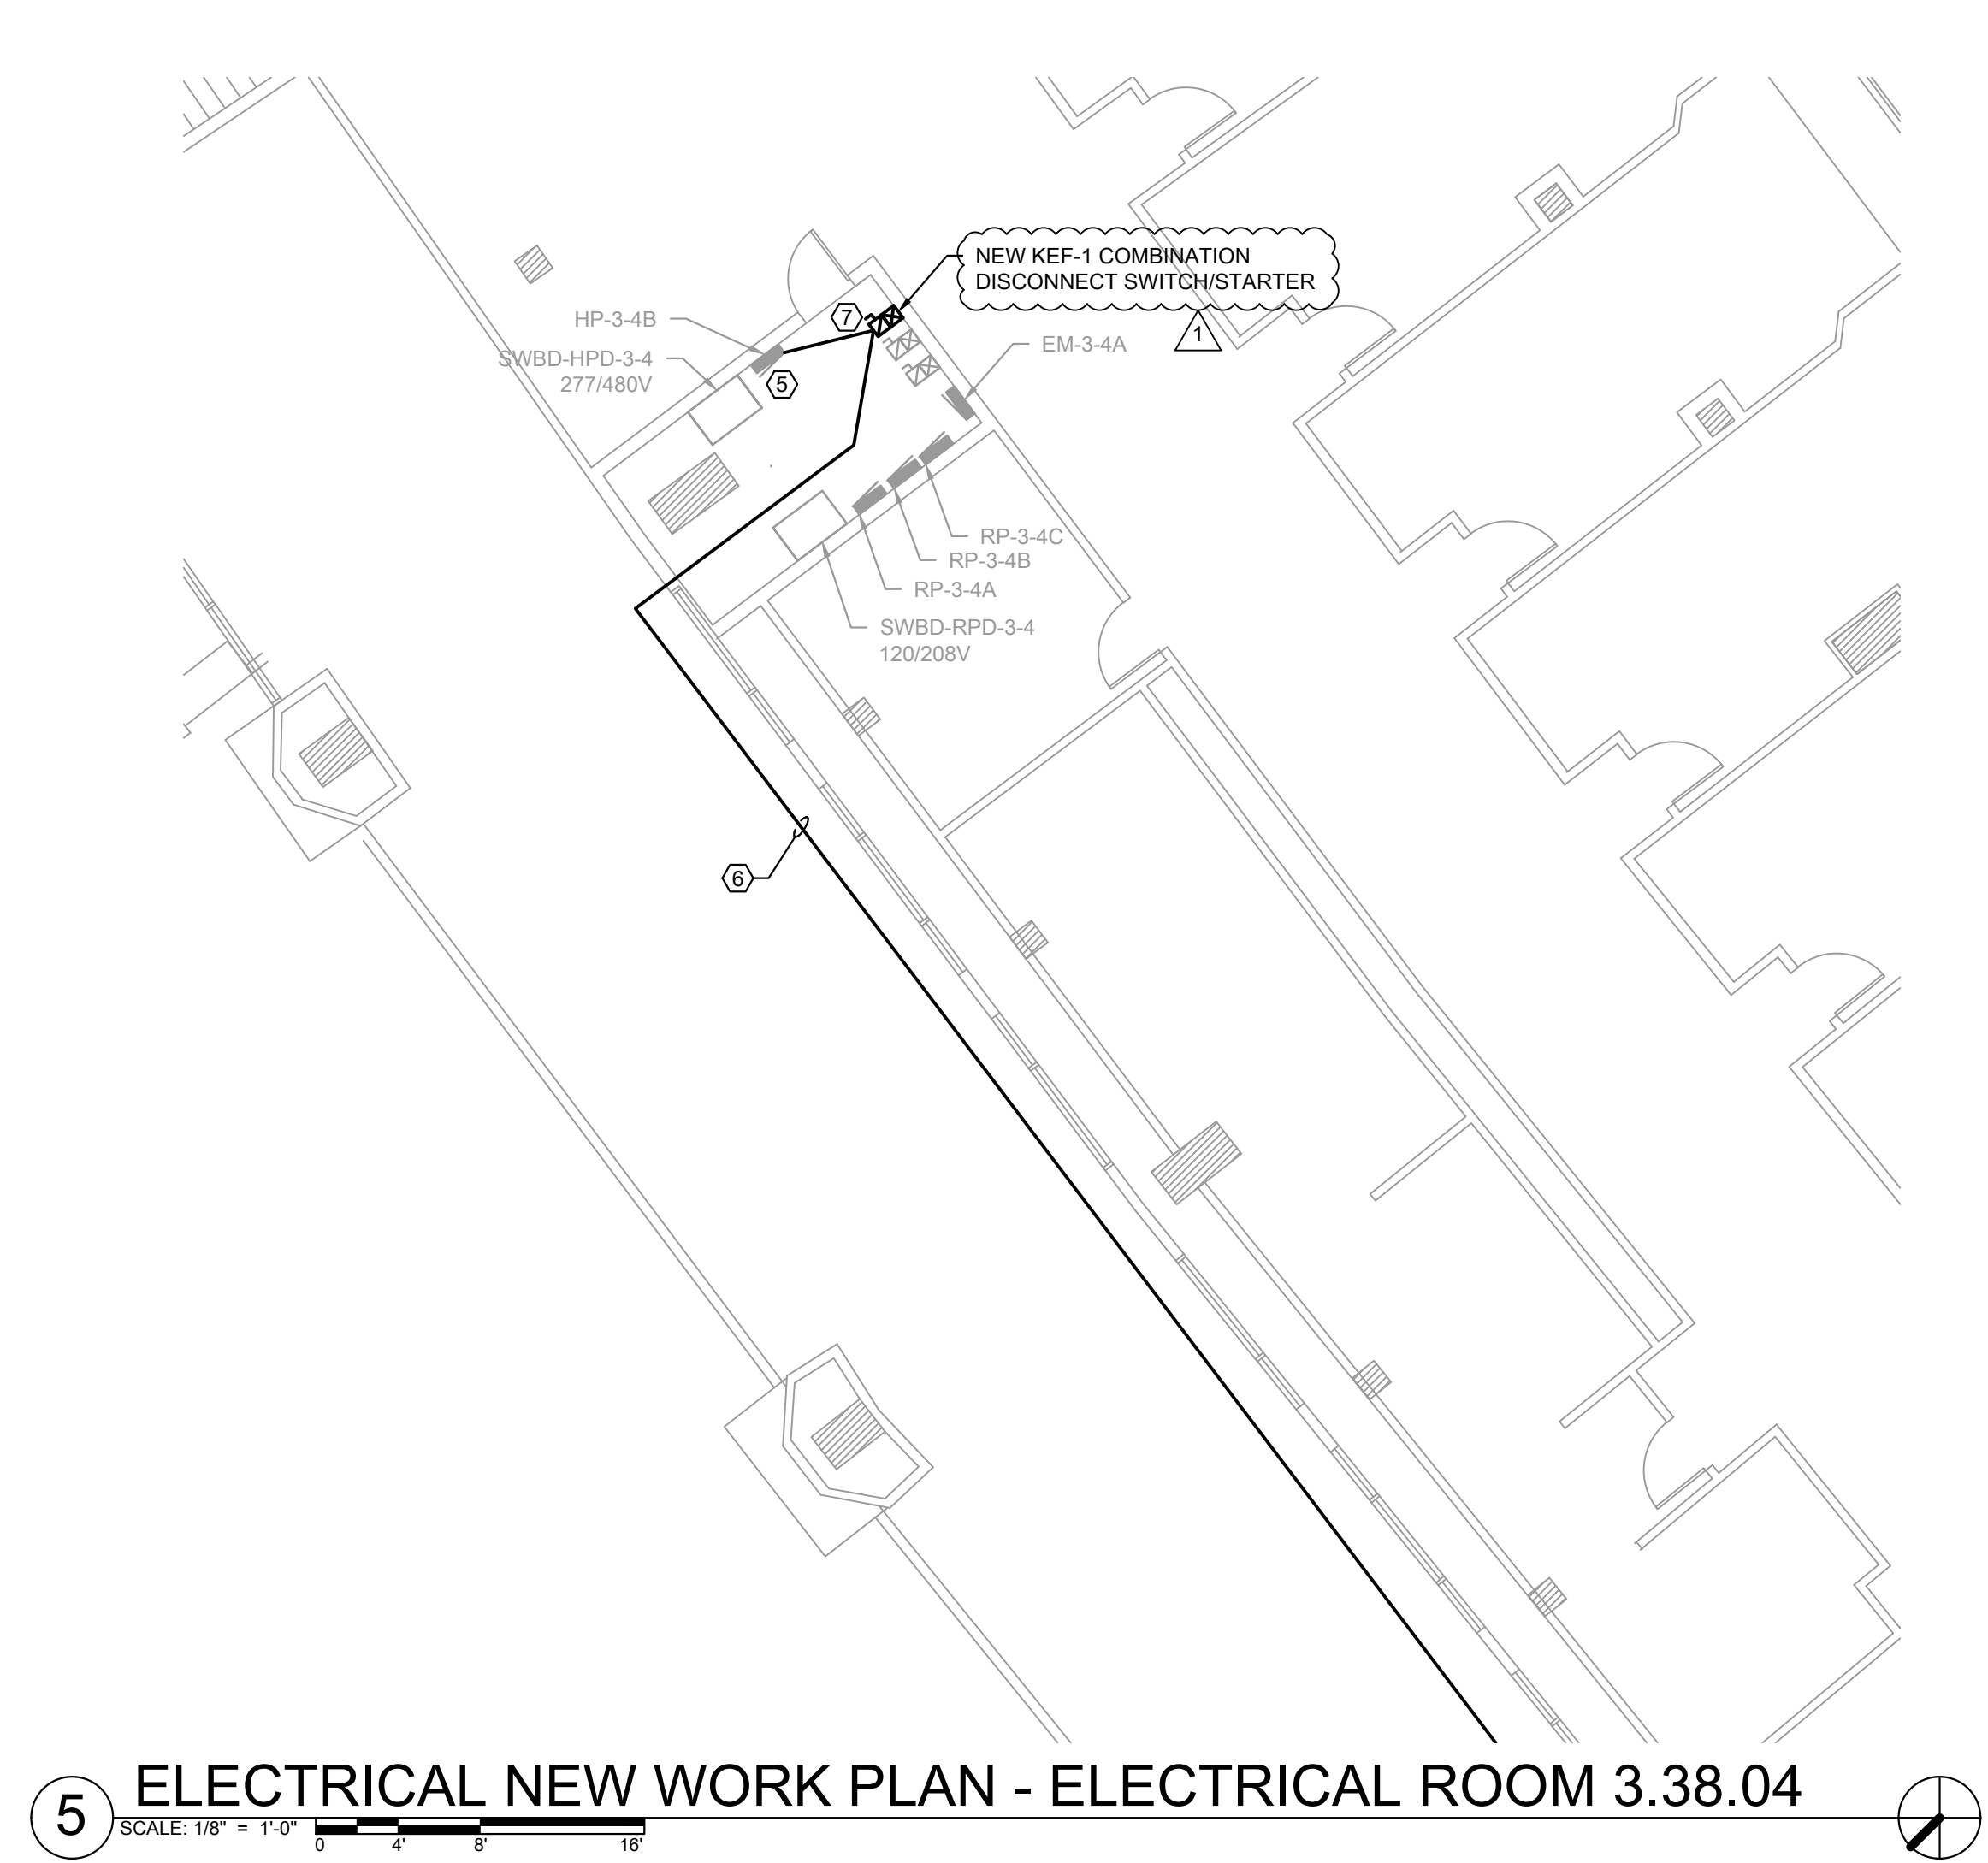 NEW KEF-1 COMBINATION
DISCONNECT SWITCH/STARTER
1
7
HP-3-4B
SWBD-HPD-3-4
277/480V
5
EM-3-4A
RP-3-4C
RP-3-4B
RP-3-4A
SWBD-RPD-3-4
120/208V
6
5
ELECTRICAL NEW WORK PLAN - ELECTRICAL ROOM 3.38.04
SCALE: 1/8" = 1'-0"
0 4' 8' 16'